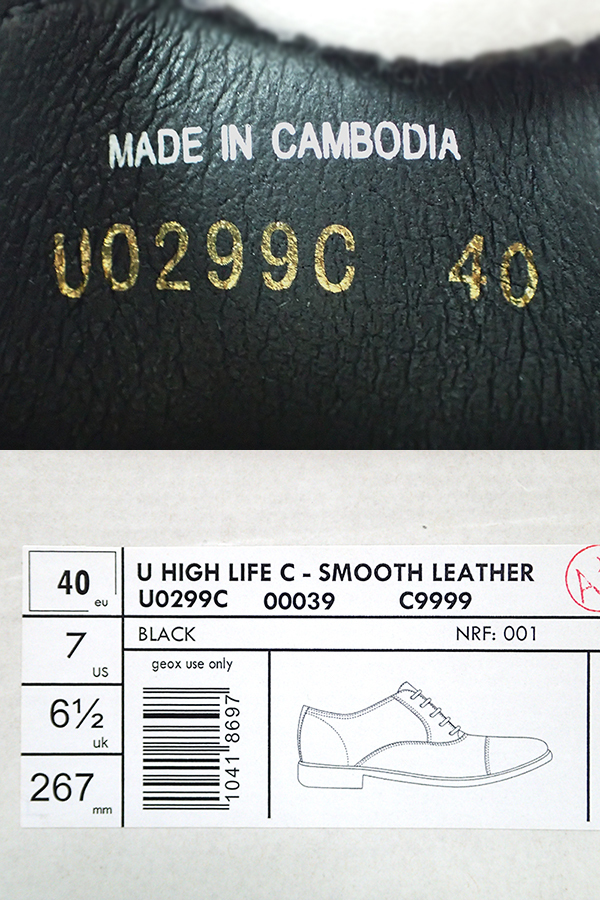 MADE IN CAMBODIA
U0299C 40
40 eu
U HIGH LIFE C - SMOOTH LEATHER
U0299C 00039 C9999
7 US
BLACK NRF: 001
geox use only
6½ uk
267 mm
1041 8697